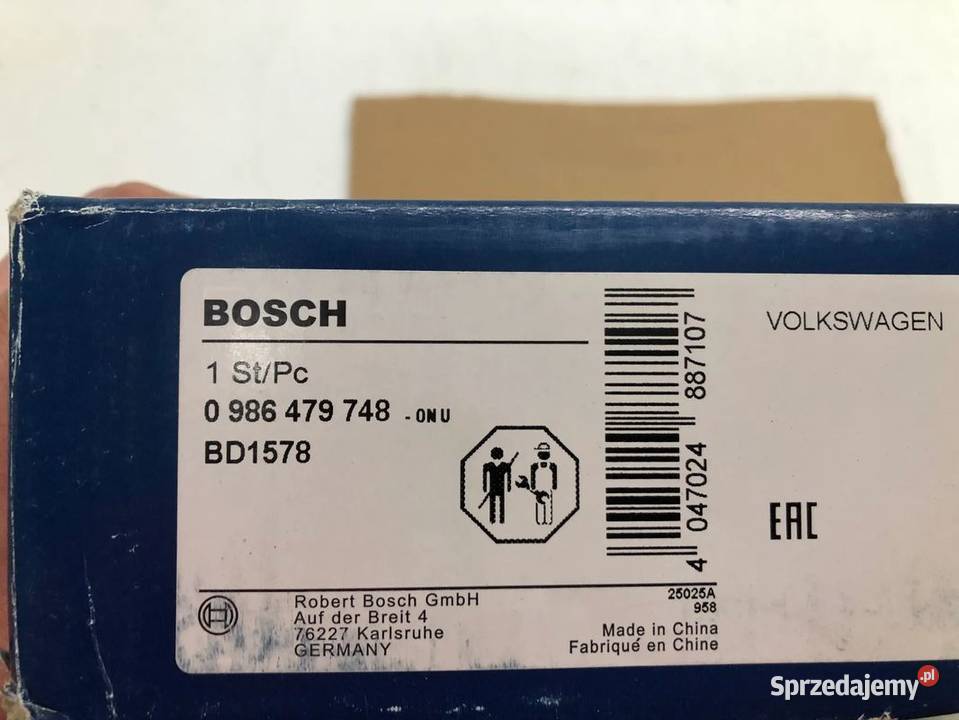 BOSCH
1 St/Pc
0 986 479 748 - 0N U
BD1578
4 047024 887107
VOLKSWAGEN
EAC
Robert Bosch GmbH
Auf der Breit 4
76227 Karlsruhe
GERMANY
25025A
958
Made in China
Fabriqué en Chine
Sprzedajemy.pl